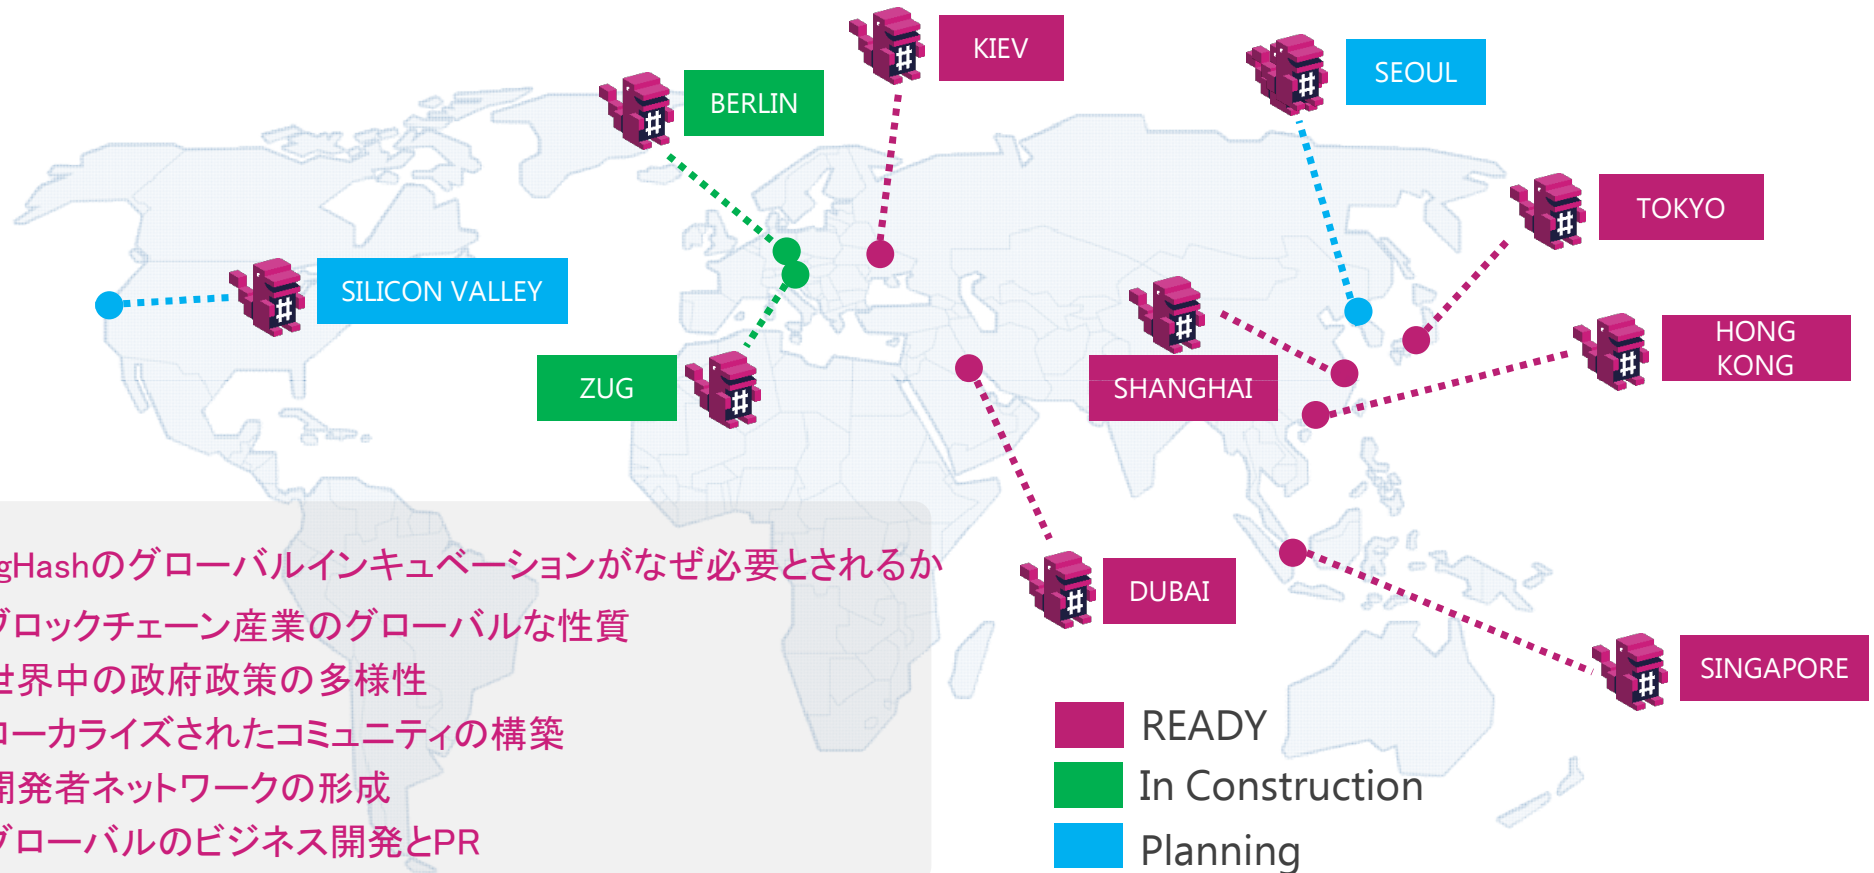 KIEV
SEOUL
BERLIN
TOKYO
SILICON VALLEY
HONG
KONG
ZUG
SHANGHAI
DUBAI
SINGAPORE
gHashのグローバルインキュベーションがなぜ必要とされるか
ブロックチェーン産業のグローバルな性質
世界中の政府政策の多様性
ローカライズされたコミュニティの構築
開発者ネットワークの形成
グローバルのビジネス開発とPR
READY
In Construction
Planning